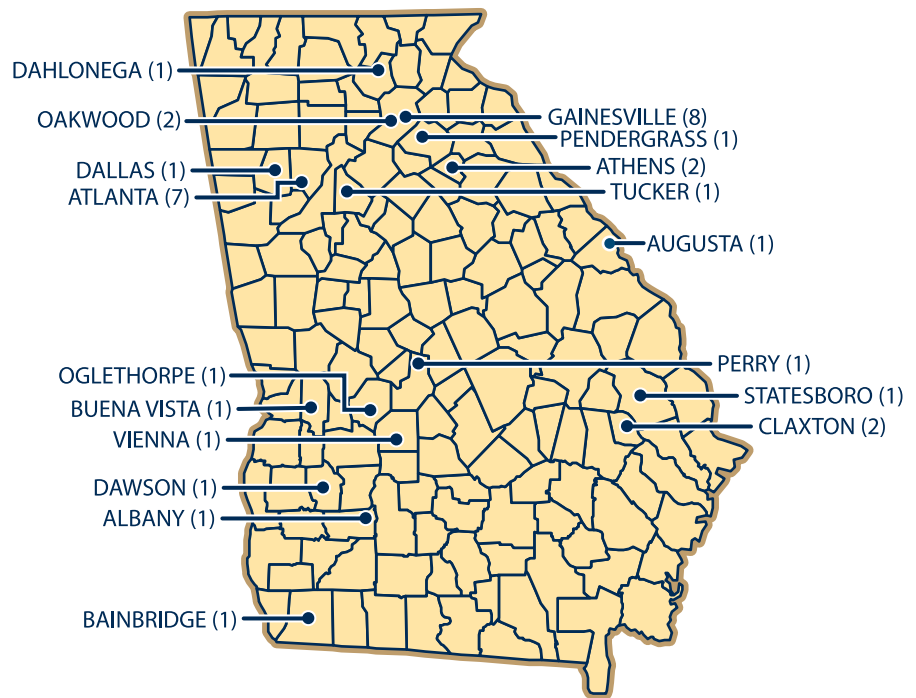 DAHLONEGA (1)
OAKWOOD (2)
GAINESVILLE (8)
PENDERGRASS (1)
DALLAS (1)
ATHENS (2)
ATLANTA (7)
TUCKER (1)
AUGUSTA (1)
PERRY (1)
OGLETHORPE (1)
STATESBORO (1)
BUENA VISTA (1)
CLAXTON (2)
VIENNA (1)
DAWSON (1)
ALBANY (1)
BAINBRIDGE (1)